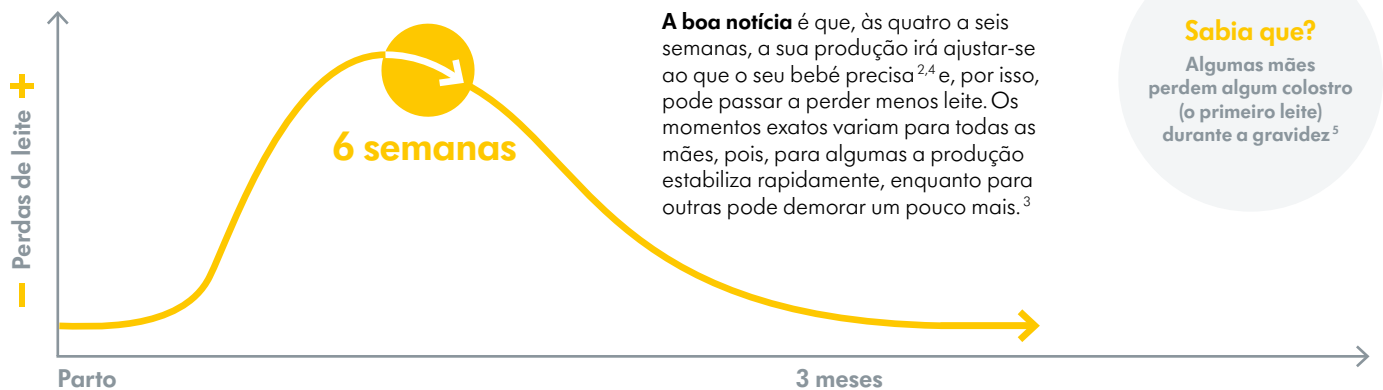 A boa notícia é que, às quatro a seis
semanas, a sua produção irá ajustar-se
ao que o seu bebé precisa 2,4 e, por isso,
pode passar a perder menos leite. Os
momentos exatos variam para todas as
mães, pois, para algumas a produção
estabiliza rapidamente, enquanto para
outras pode demorar um pouco mais. 3
Sabia que?
Algumas mães
perdem algum colostro
(o primeiro leite)
durante a gravidez 5
– Perdas de leite +
6 semanas
Parto
3 meses